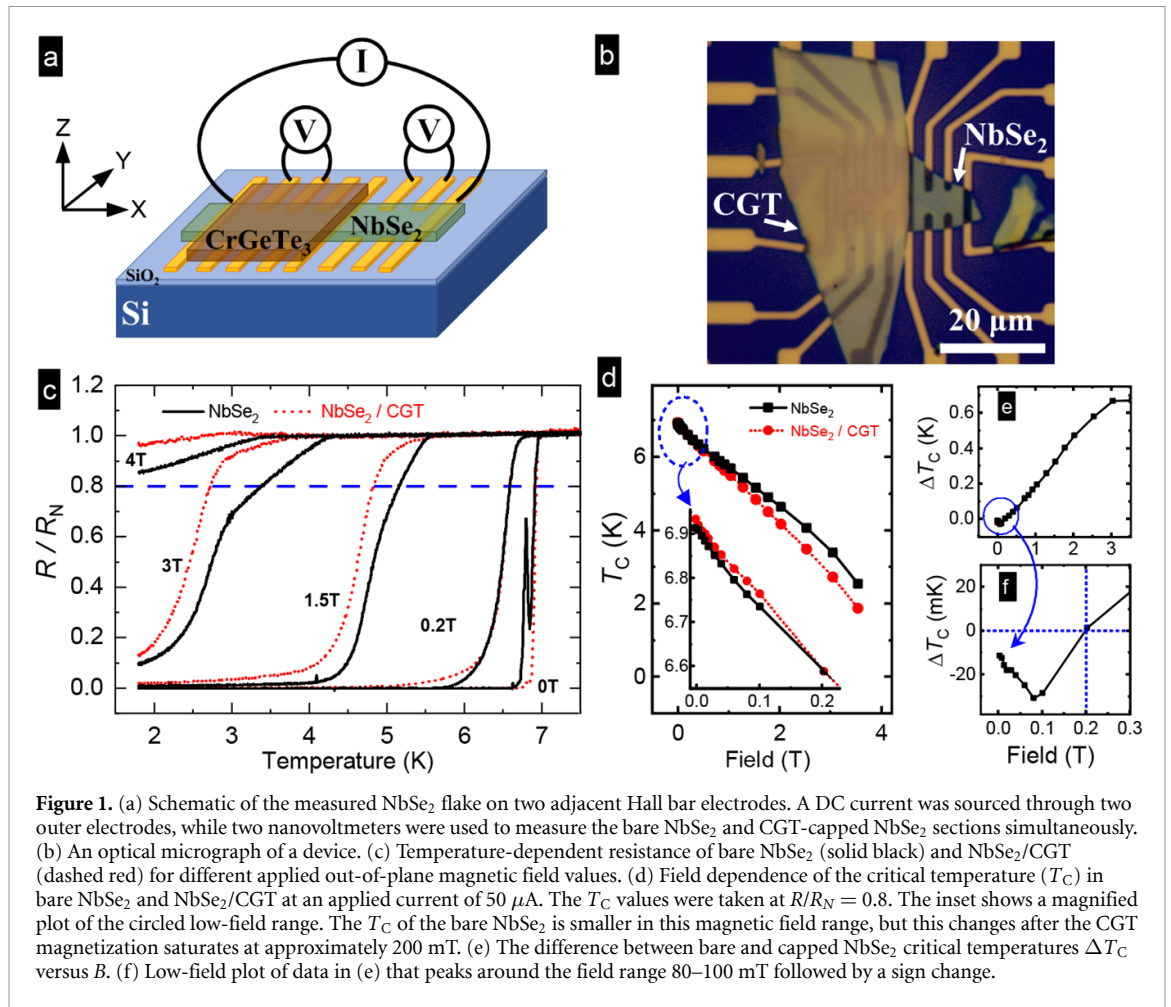 a
I
V
V
Z
Y
X
NbSe₂
CrGeTe₃
SiO₂
Si
b
NbSe₂
CGT
20 µm
c
NbSe₂
NbSe₂ / CGT
1.2
1.0
0.8
0.6
0.4
0.2
0.0
R / R_N
4T
3T
1.5T
0.2T
0T
2 3 4 5 6 7
Temperature (K)
d
NbSe₂
NbSe₂ / CGT
9
6
4
2
0
T_C (K)
6.9
6.8
6.7
6.6
0.0 0.1 0.2
0 2 4
Field (T)
e
0.6
0.4
0.2
0.0
ΔT_C (K)
0 1 2 3
f
20
0
-20
ΔT_C (mK)
0.0 0.1 0.2 0.3
Field (T)
Figure 1. (a) Schematic of the measured NbSe₂ flake on two adjacent Hall bar electrodes. A DC current was sourced through two
outer electrodes, while two nanovoltmeters were used to measure the bare NbSe₂ and CGT-capped NbSe₂ sections simultaneously.
(b) An optical micrograph of a device. (c) Temperature-dependent resistance of bare NbSe₂ (solid black) and NbSe₂/CGT
(dashed red) for different applied out-of-plane magnetic field values. (d) Field dependence of the critical temperature (T_C) in
bare NbSe₂ and NbSe₂/CGT at an applied current of 50 µA. The T_C values were taken at R/R_N = 0.8. The inset shows a magnified
plot of the circled low-field range. The T_C of the bare NbSe₂ is smaller in this magnetic field range, but this changes after the CGT
magnetization saturates at approximately 200 mT. (e) The difference between bare and capped NbSe₂ critical temperatures ΔT_C
versus B. (f) Low-field plot of data in (e) that peaks around the field range 80–100 mT followed by a sign change.